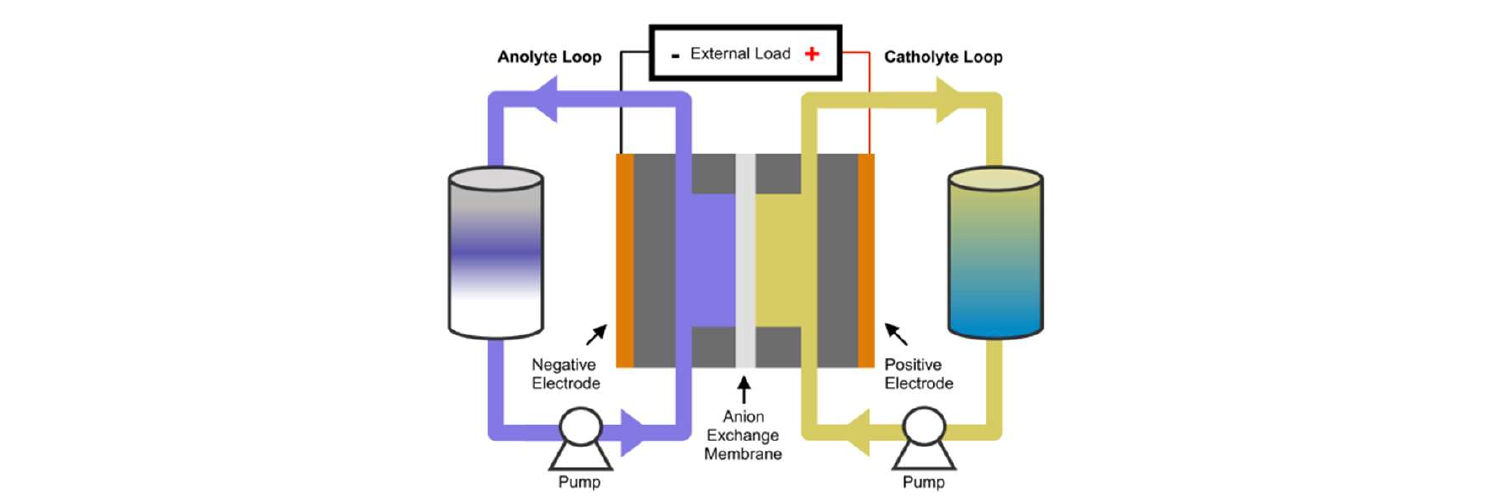 - External Load +
Anolyte Loop
Catholyte Loop
Negative
Electrode
Positive
Electrode
Anion
Exchange
Membrane
Pump
Pump